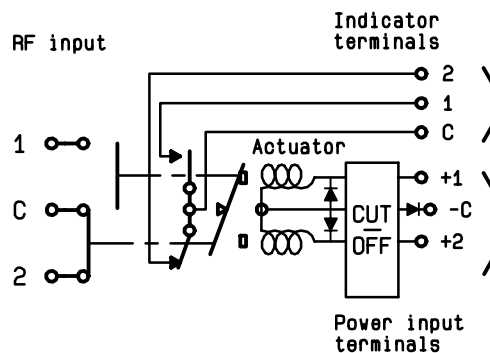 Indicator
terminals
RF input
2
1
C
1
Actuator
+1
C
CUT
-C
OFF
+2
2
Power input
terminals